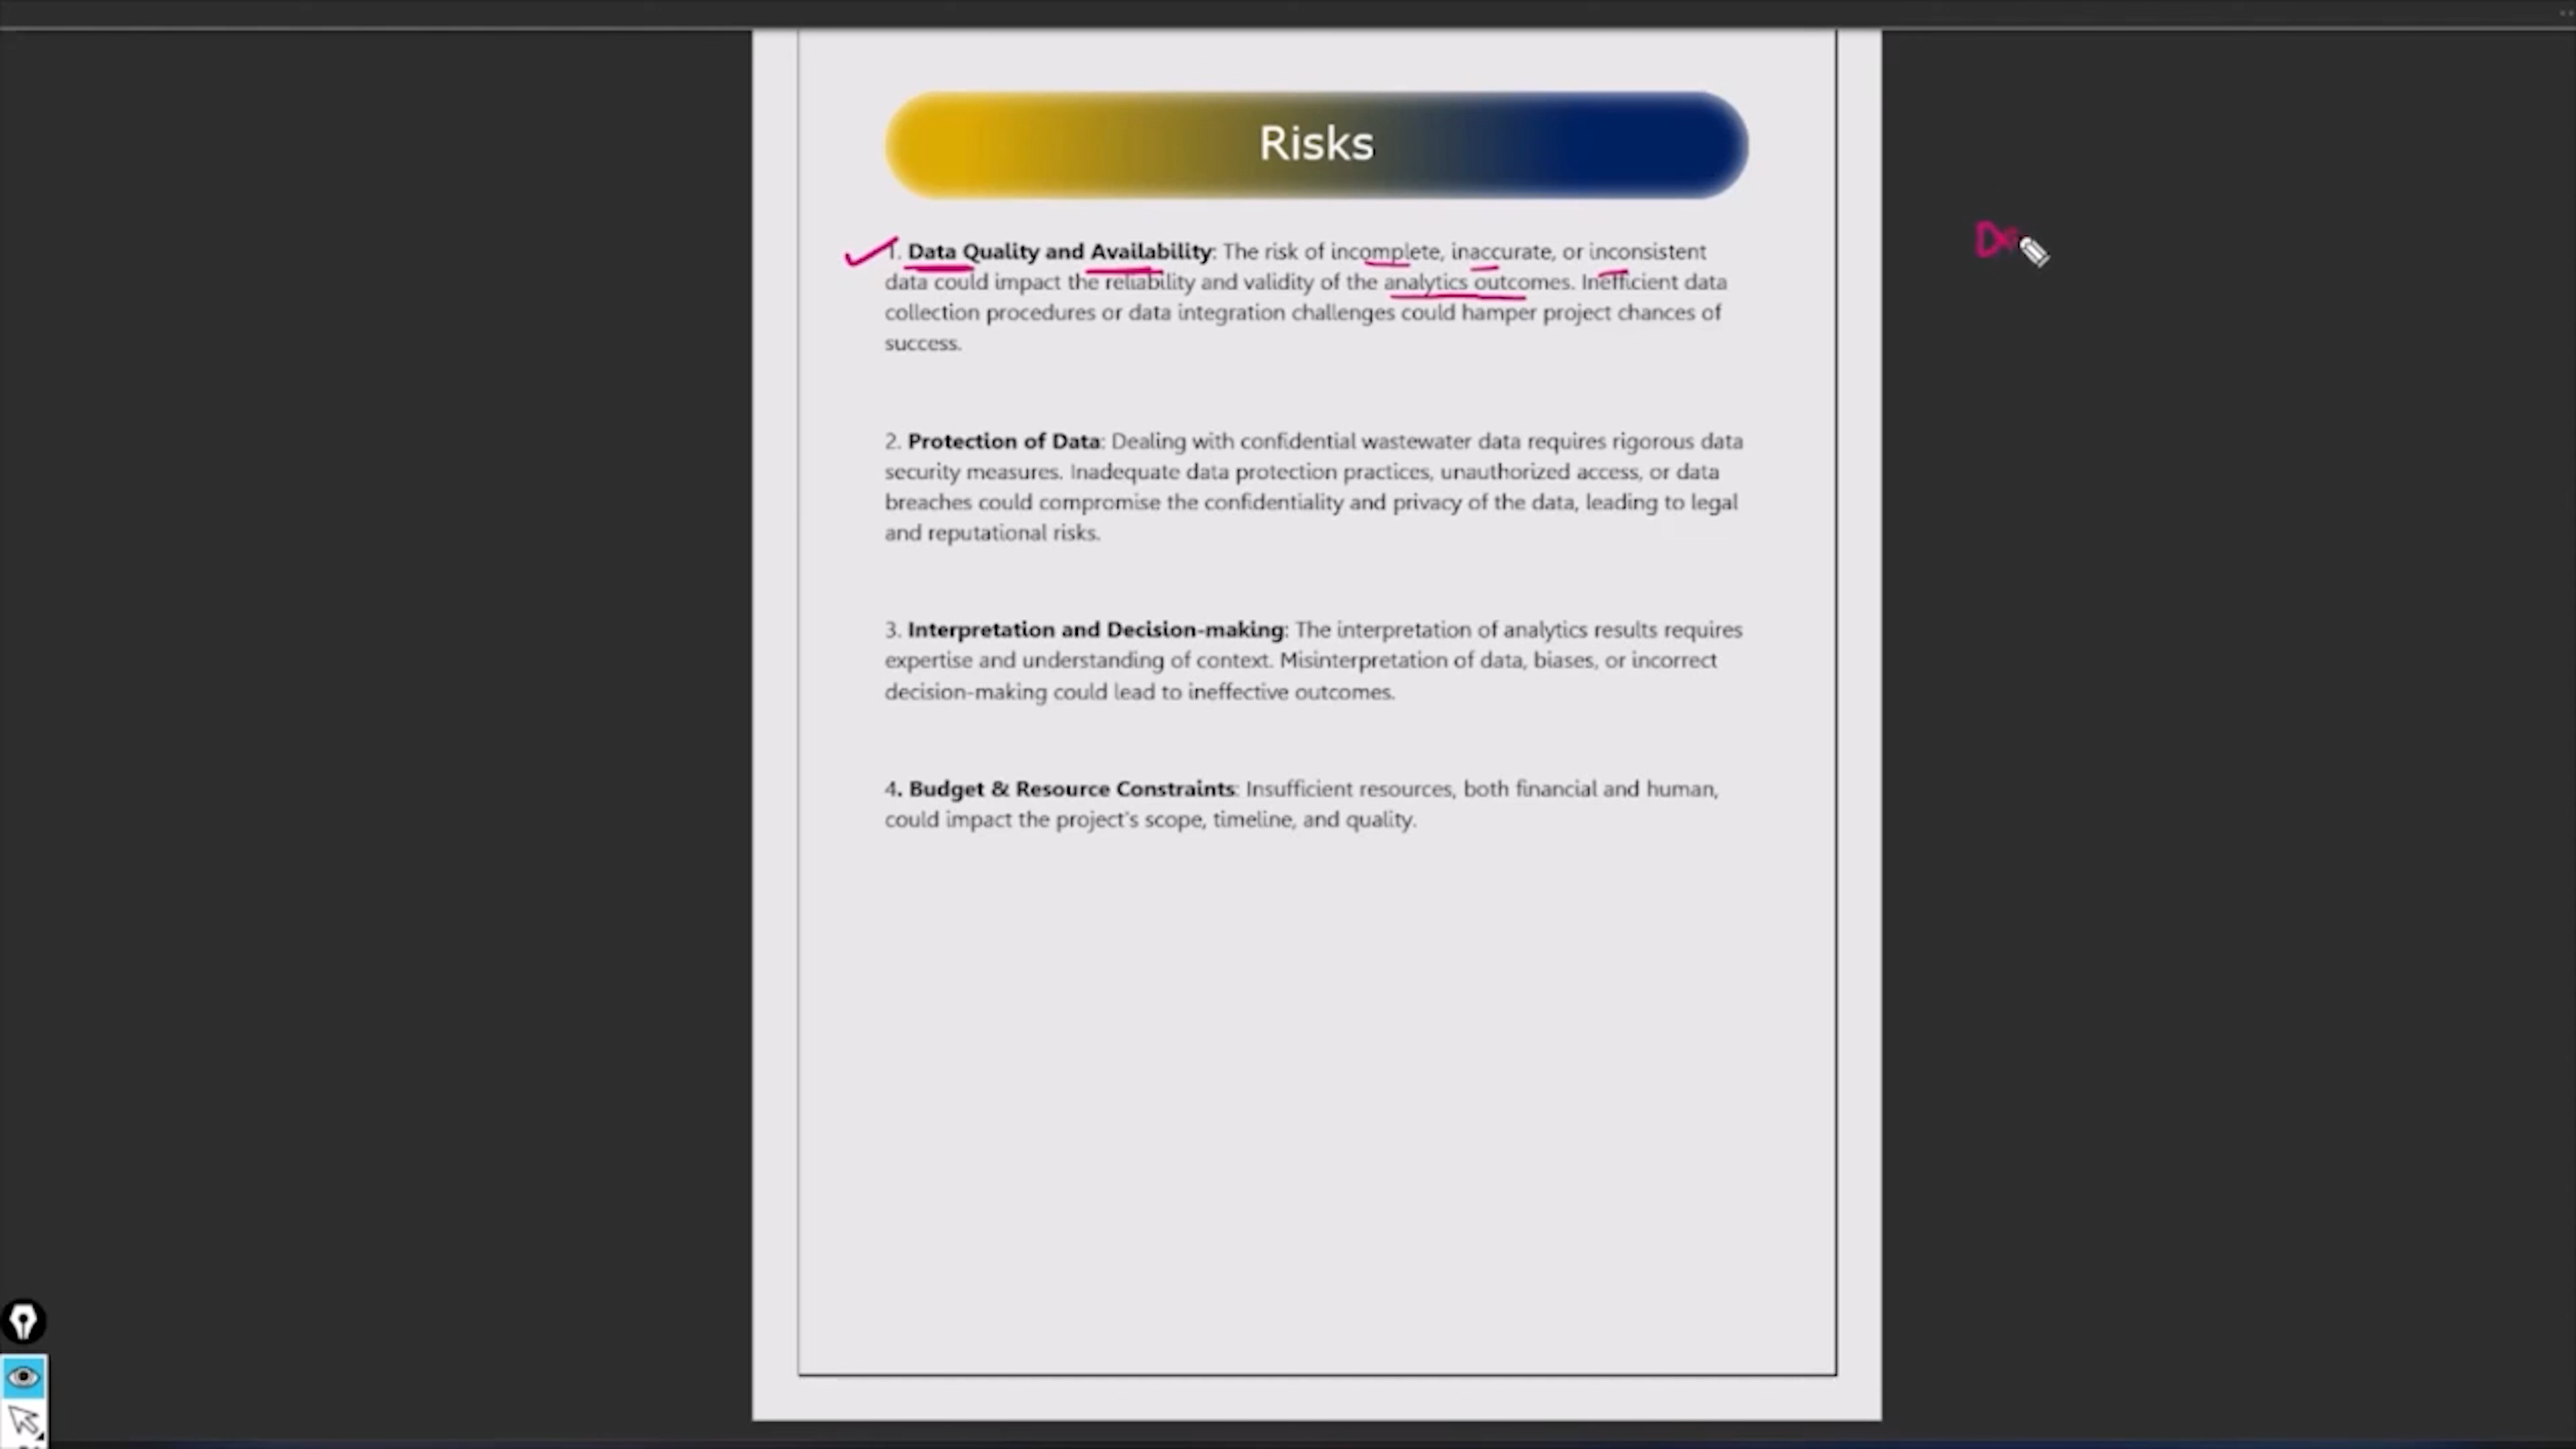 Risks
1. Data Quality and Availability: The risk of incomplete, inaccurate, or inconsistent
data could impact the reliability and validity of the analytics outcomes. Inefficient data
collection procedures or data integration challenges could hamper project chances of
success.
2. Protection of Data: Dealing with confidential wastewater data requires rigorous data
security measures. Inadequate data protection practices, unauthorized access, or data
breaches could compromise the confidentiality and privacy of the data, leading to legal
and reputational risks.
3. Interpretation and Decision-making: The interpretation of analytics results requires
expertise and understanding of context. Misinterpretation of data, biases, or incorrect
decision-making could lead to ineffective outcomes.
4. Budget & Resource Constraints: Insufficient resources, both financial and human,
could impact the project's scope, timeline, and quality.